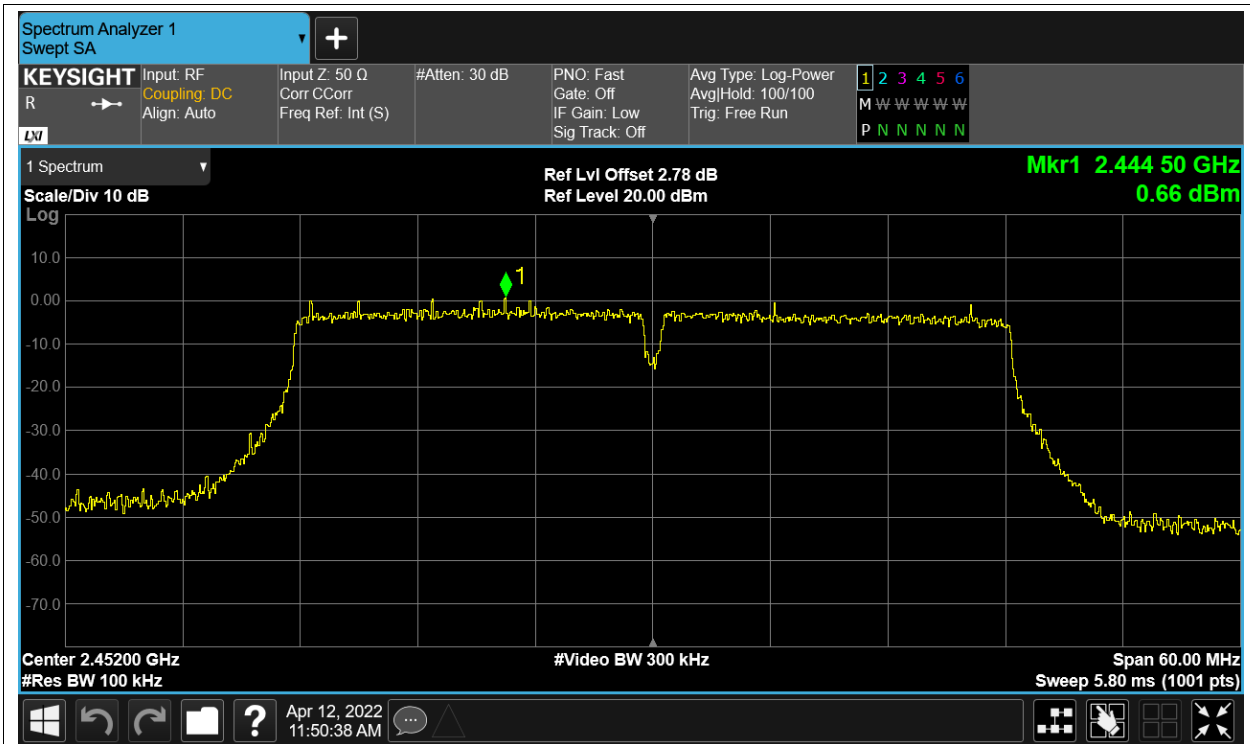 Spectrum Analyzer 1
Swept SA
KEYSIGHT
R
LXI
Input: RF
Coupling: DC
Align: Auto
Input Z: 50 Ω
Corr CCorr
Freq Ref: Int (S)
#Atten: 30 dB
PNO: Fast
Gate: Off
IF Gain: Low
Sig Track: Off
Avg Type: Log-Power
Avg|Hold: 100/100
Trig: Free Run
1 2 3 4 5 6
M W W W W W
P N N N N N
1 Spectrum
Scale/Div 10 dB
Ref Lvl Offset 2.78 dB
Ref Level 20.00 dBm
Mkr1 2.444 50 GHz
0.66 dBm
Log
10.0
0.00
-10.0
-20.0
-30.0
-40.0
-50.0
-60.0
-70.0
1
Center 2.45200 GHz
#Res BW 100 kHz
#Video BW 300 kHz
Span 60.00 MHz
Sweep 5.80 ms (1001 pts)
?
Apr 12, 2022
11:50:38 AM